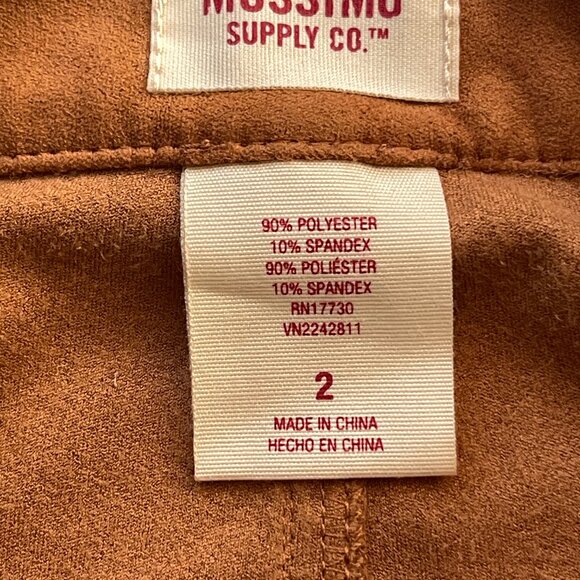 MOSSIMO
SUPPLY CO.™
90% POLYESTER
10% SPANDEX
90% POLIÉSTER
10% SPANDEX
RN17730
VN2242811
2
MADE IN CHINA
HECHO EN CHINA